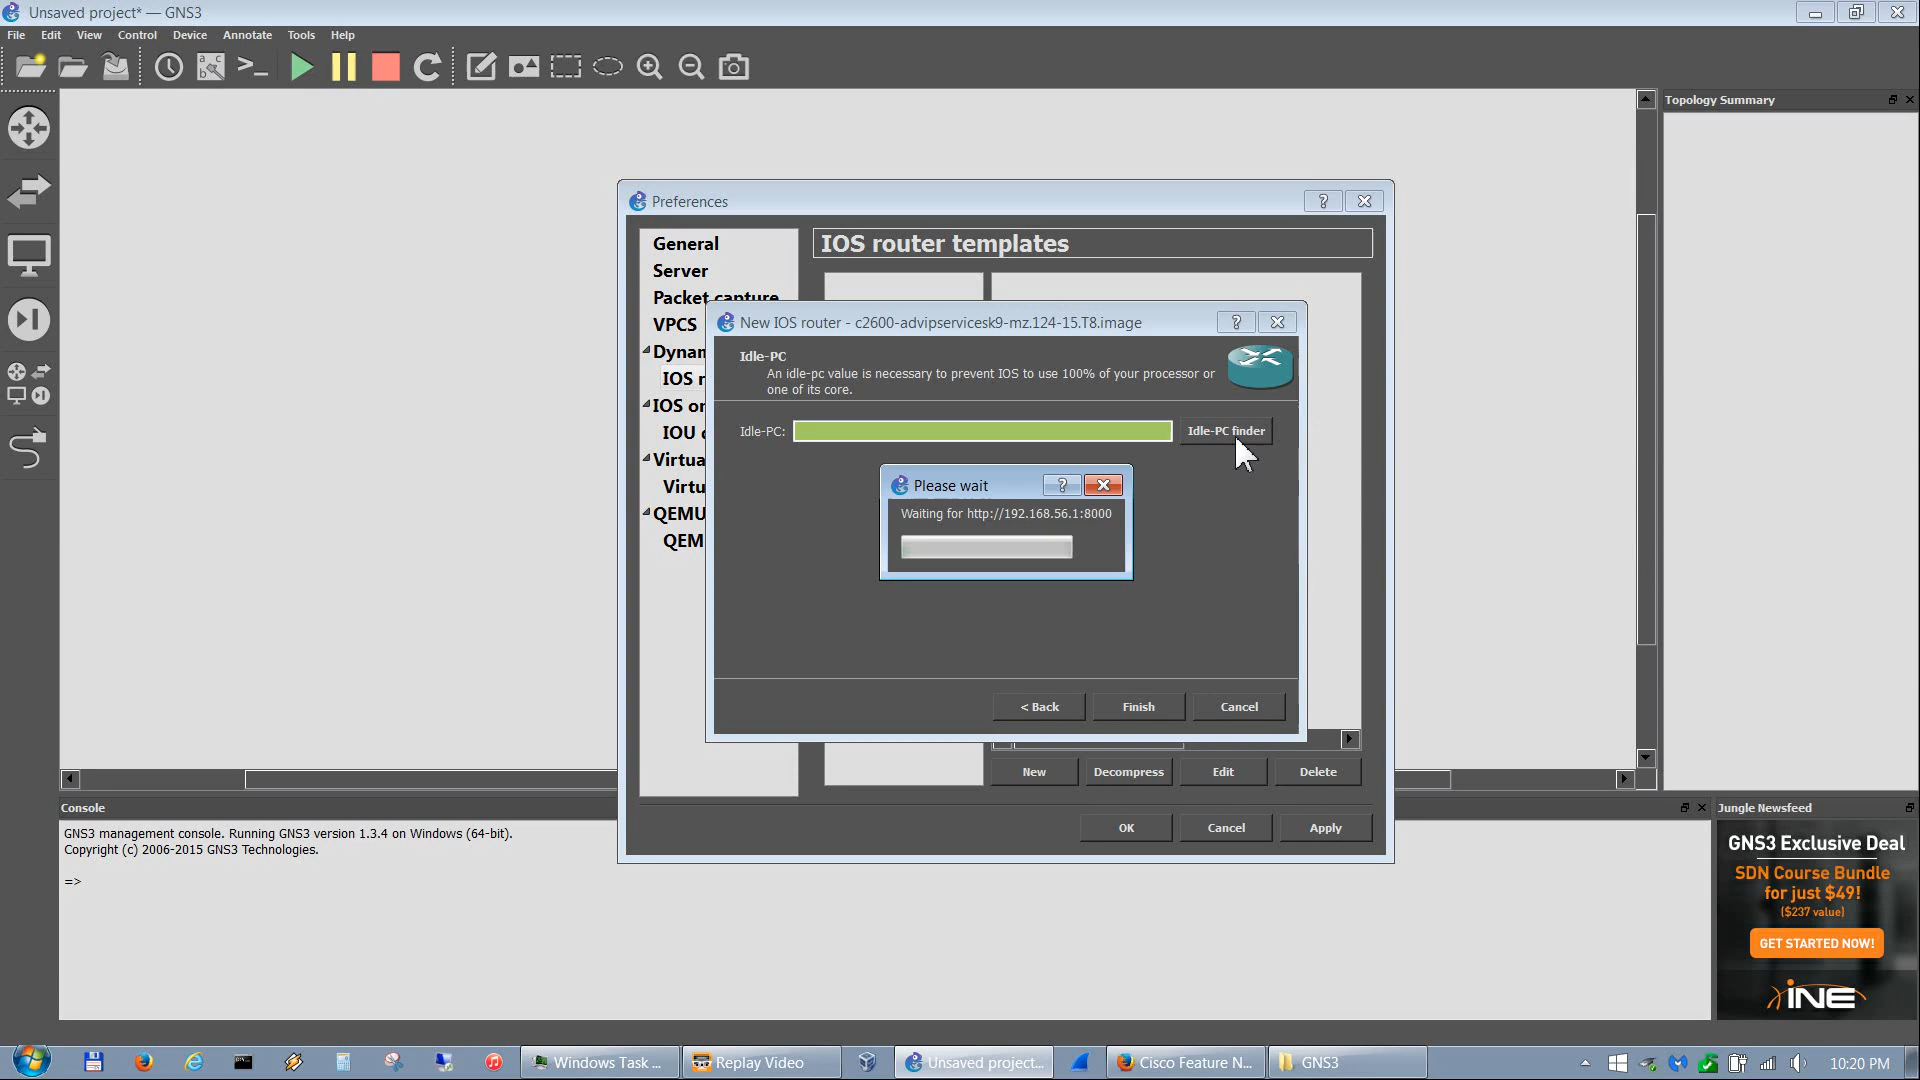 Unsaved project* — GNS3
File Edit View Control Device Annotate Tools Help
Topology Summary
Preferences
General
Server
Packet capture
VPCS
Dynam
IOS r
IOS or
IOU
Virtua
Virtu
QEMU
QEM
IOS router templates
New IOS router - c2600-advipservicesk9-mz.124-15.T8.image
Idle-PC
An idle-pc value is necessary to prevent IOS to use 100% of your processor or
one of its core.
Idle-PC:
Idle-PC finder
Please wait
Waiting for http://192.168.56.1:8000
< Back Finish Cancel
New Decompress Edit Delete
OK Cancel Apply
Console
GNS3 management console. Running GNS3 version 1.3.4 on Windows (64-bit).
Copyright (c) 2006-2015 GNS3 Technologies.
=>
Jungle Newsfeed
GNS3 Exclusive Deal
SDN Course Bundle
for just $49!
($237 value)
GET STARTED NOW!
INE
Windows Task ... Replay Video Unsaved project... Cisco Feature N... GNS3 10:20 PM